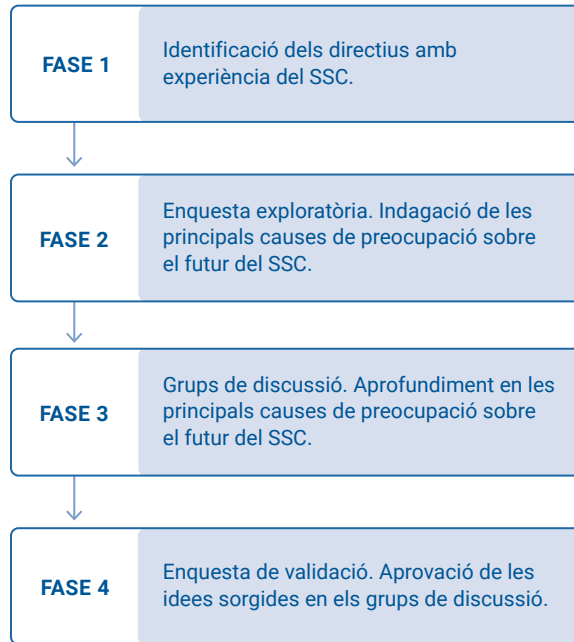 FASE 1
Identificació dels directius amb
experiència del SSC.
FASE 2
Enquesta exploratòria. Indagació de les
principals causes de preocupació sobre
el futur del SSC.
FASE 3
Grups de discussió. Aprofundiment en les
principals causes de preocupació sobre
el futur del SSC.
FASE 4
Enquesta de validació. Aprovació de les
idees sorgides en els grups de discussió.